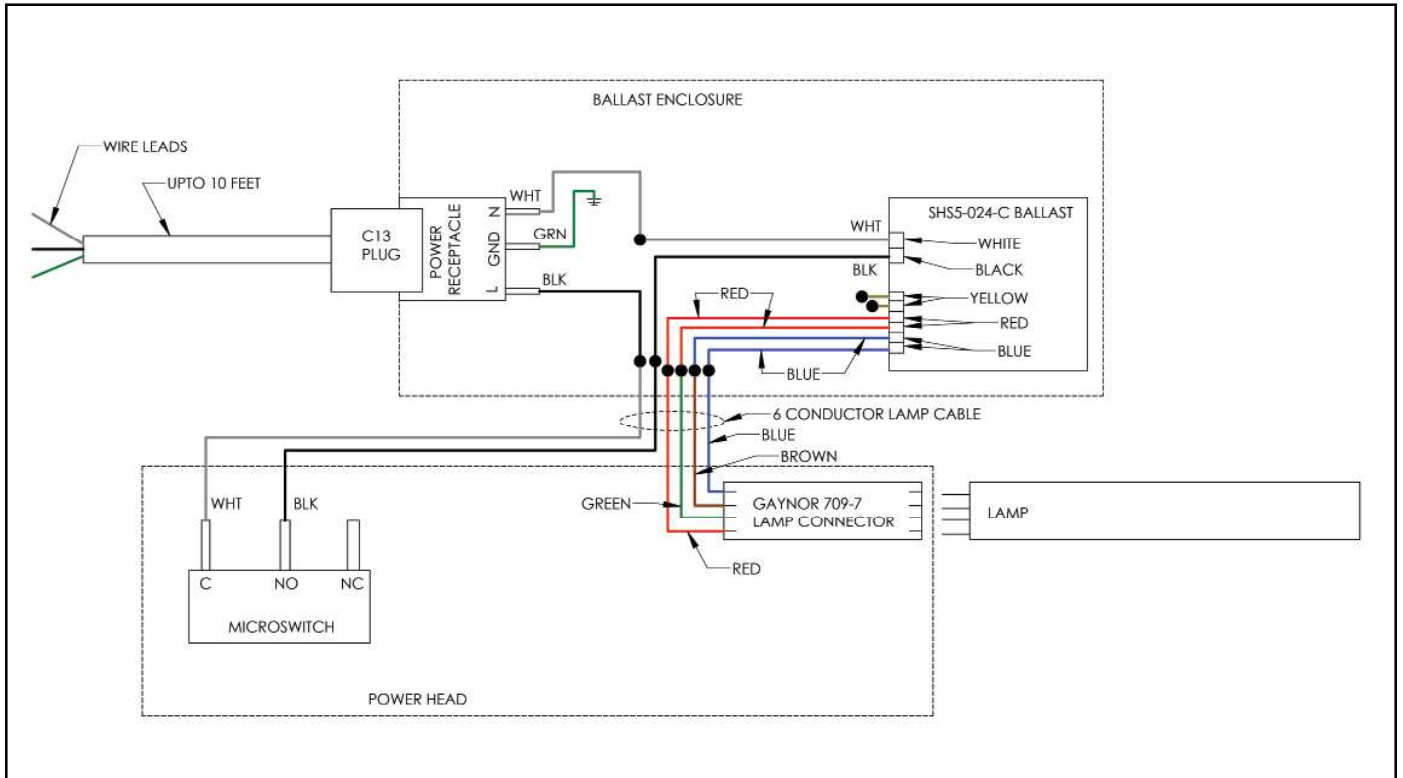 BALLAST ENCLOSURE
WIRE LEADS
UPTO 10 FEET
C13
PLUG
POWER
RECEPTACLE
N
GND
L
WHT
GRN
BLK
WHT
BLK
SHS5-024-C BALLAST
WHITE
BLACK
YELLOW
RED
BLUE
RED
BLUE
6 CONDUCTOR LAMP CABLE
BLUE
BROWN
GREEN
RED
GAYNOR 709-7
LAMP CONNECTOR
LAMP
WHT
BLK
C
NO
NC
MICROSWITCH
POWER HEAD